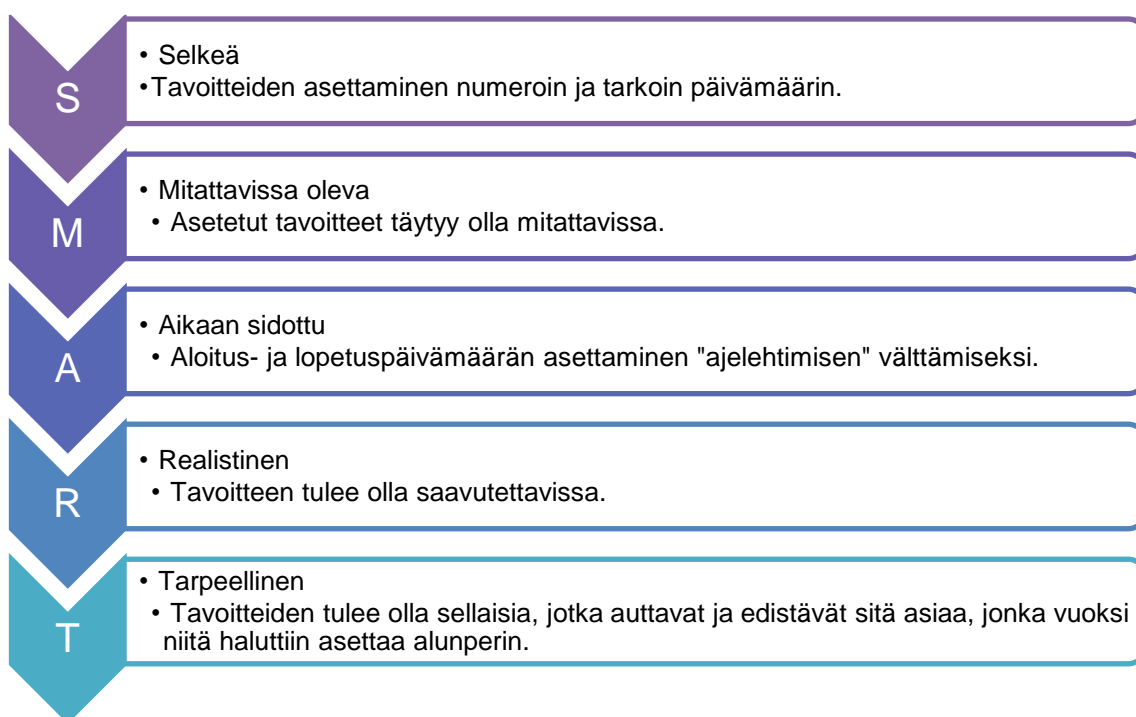 S
• Selkeä
•Tavoitteiden asettaminen numeroin ja tarkoin päivämäärin.
M
• Mitattavissa oleva
• Asetetut tavoitteet täytyy olla mitattavissa.
A
• Aikaan sidottu
• Aloitus- ja lopetuspäivämäärän asettaminen "ajelehtimisen" välttämiseksi.
R
• Realistinen
• Tavoitteen tulee olla saavutettavissa.
T
• Tarpeellinen
• Tavoitteiden tulee olla sellaisia, jotka auttavat ja edistävät sitä asiaa, jonka vuoksi
niitä haluttiin asettaa alunperin.